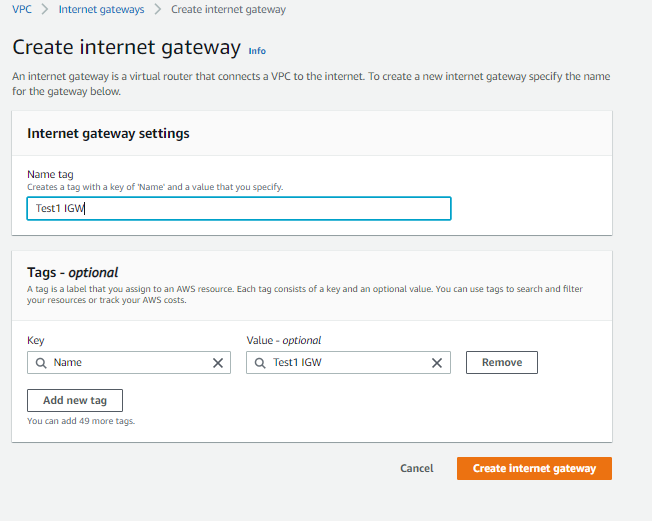 VPC > Internet gateways > Create internet gateway
Create internet gateway Info
An internet gateway is a virtual router that connects a VPC to the internet. To create a new internet gateway specify the name
for the gateway below.
Internet gateway settings
Name tag
Creates a tag with a key of 'Name' and a value that you specify.
Test1 IGW
Tags - optional
A tag is a label that you assign to an AWS resource. Each tag consists of a key and an optional value. You can use tags to search and filter
your resources or track your AWS costs.
Key Value - optional
Name Test1 IGW Remove
Add new tag
You can add 49 more tags.
Cancel Create internet gateway